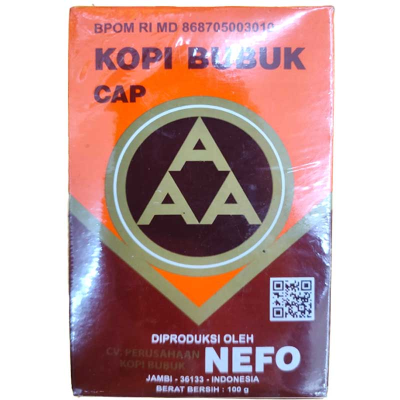 BPOM RI MD 868705003010
KOPI BUBUK
CAP
A
A A
DIPRODUKSI OLEH
CV. PERUSAHAAN
KOPI BUBUK
NEFO
JAMBI - 36133 - INDONESIA
BERAT BERSIH : 100 g